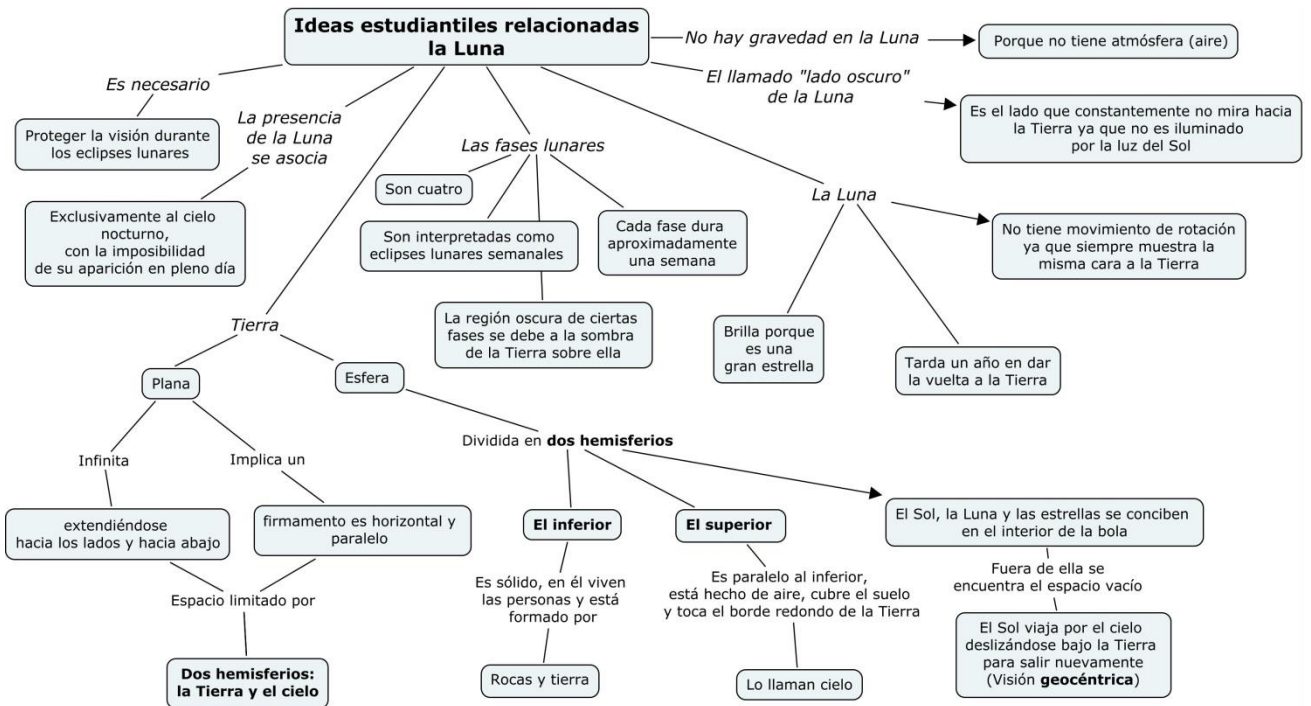 Ideas estudiantiles relacionadas
la Luna
No hay gravedad en la Luna
Porque no tiene atmósfera (aire)
El llamado "lado oscuro"
de la Luna
Es el lado que constantemente no mira hacia
la Tierra ya que no es iluminado
por la luz del Sol
Es necesario
Proteger la visión durante
los eclipses lunares
La presencia
de la Luna
se asocia
Exclusivamente al cielo
nocturno,
con la imposibilidad
de su aparición en pleno día
Las fases lunares
Son cuatro
Son interpretadas como
eclipses lunares semanales
Cada fase dura
aproximadamente
una semana
La región oscura de ciertas
fases se debe a la sombra
de la Tierra sobre ella
La Luna
No tiene movimiento de rotación
ya que siempre muestra la
misma cara a la Tierra
Brilla porque
es una
gran estrella
Tarda un año en dar
la vuelta a la Tierra
Tierra
Plana
Esfera
Infinita
Implica un
extendiéndose
hacia los lados y hacia abajo
firmamento es horizontal y
paralelo
Espacio limitado por
Dos hemisferios:
la Tierra y el cielo
Dividida en dos hemisferios
El inferior
Es sólido, en él viven
las personas y está
formado por
Rocas y tierra
El superior
Es paralelo al inferior,
está hecho de aire, cubre el suelo
y toca el borde redondo de la Tierra
Lo llaman cielo
El Sol, la Luna y las estrellas se conciben
en el interior de la bola
Fuera de ella se
encuentra el espacio vacío
El Sol viaja por el cielo
deslizándose bajo la Tierra
para salir nuevamente
(Visión geocéntrica)